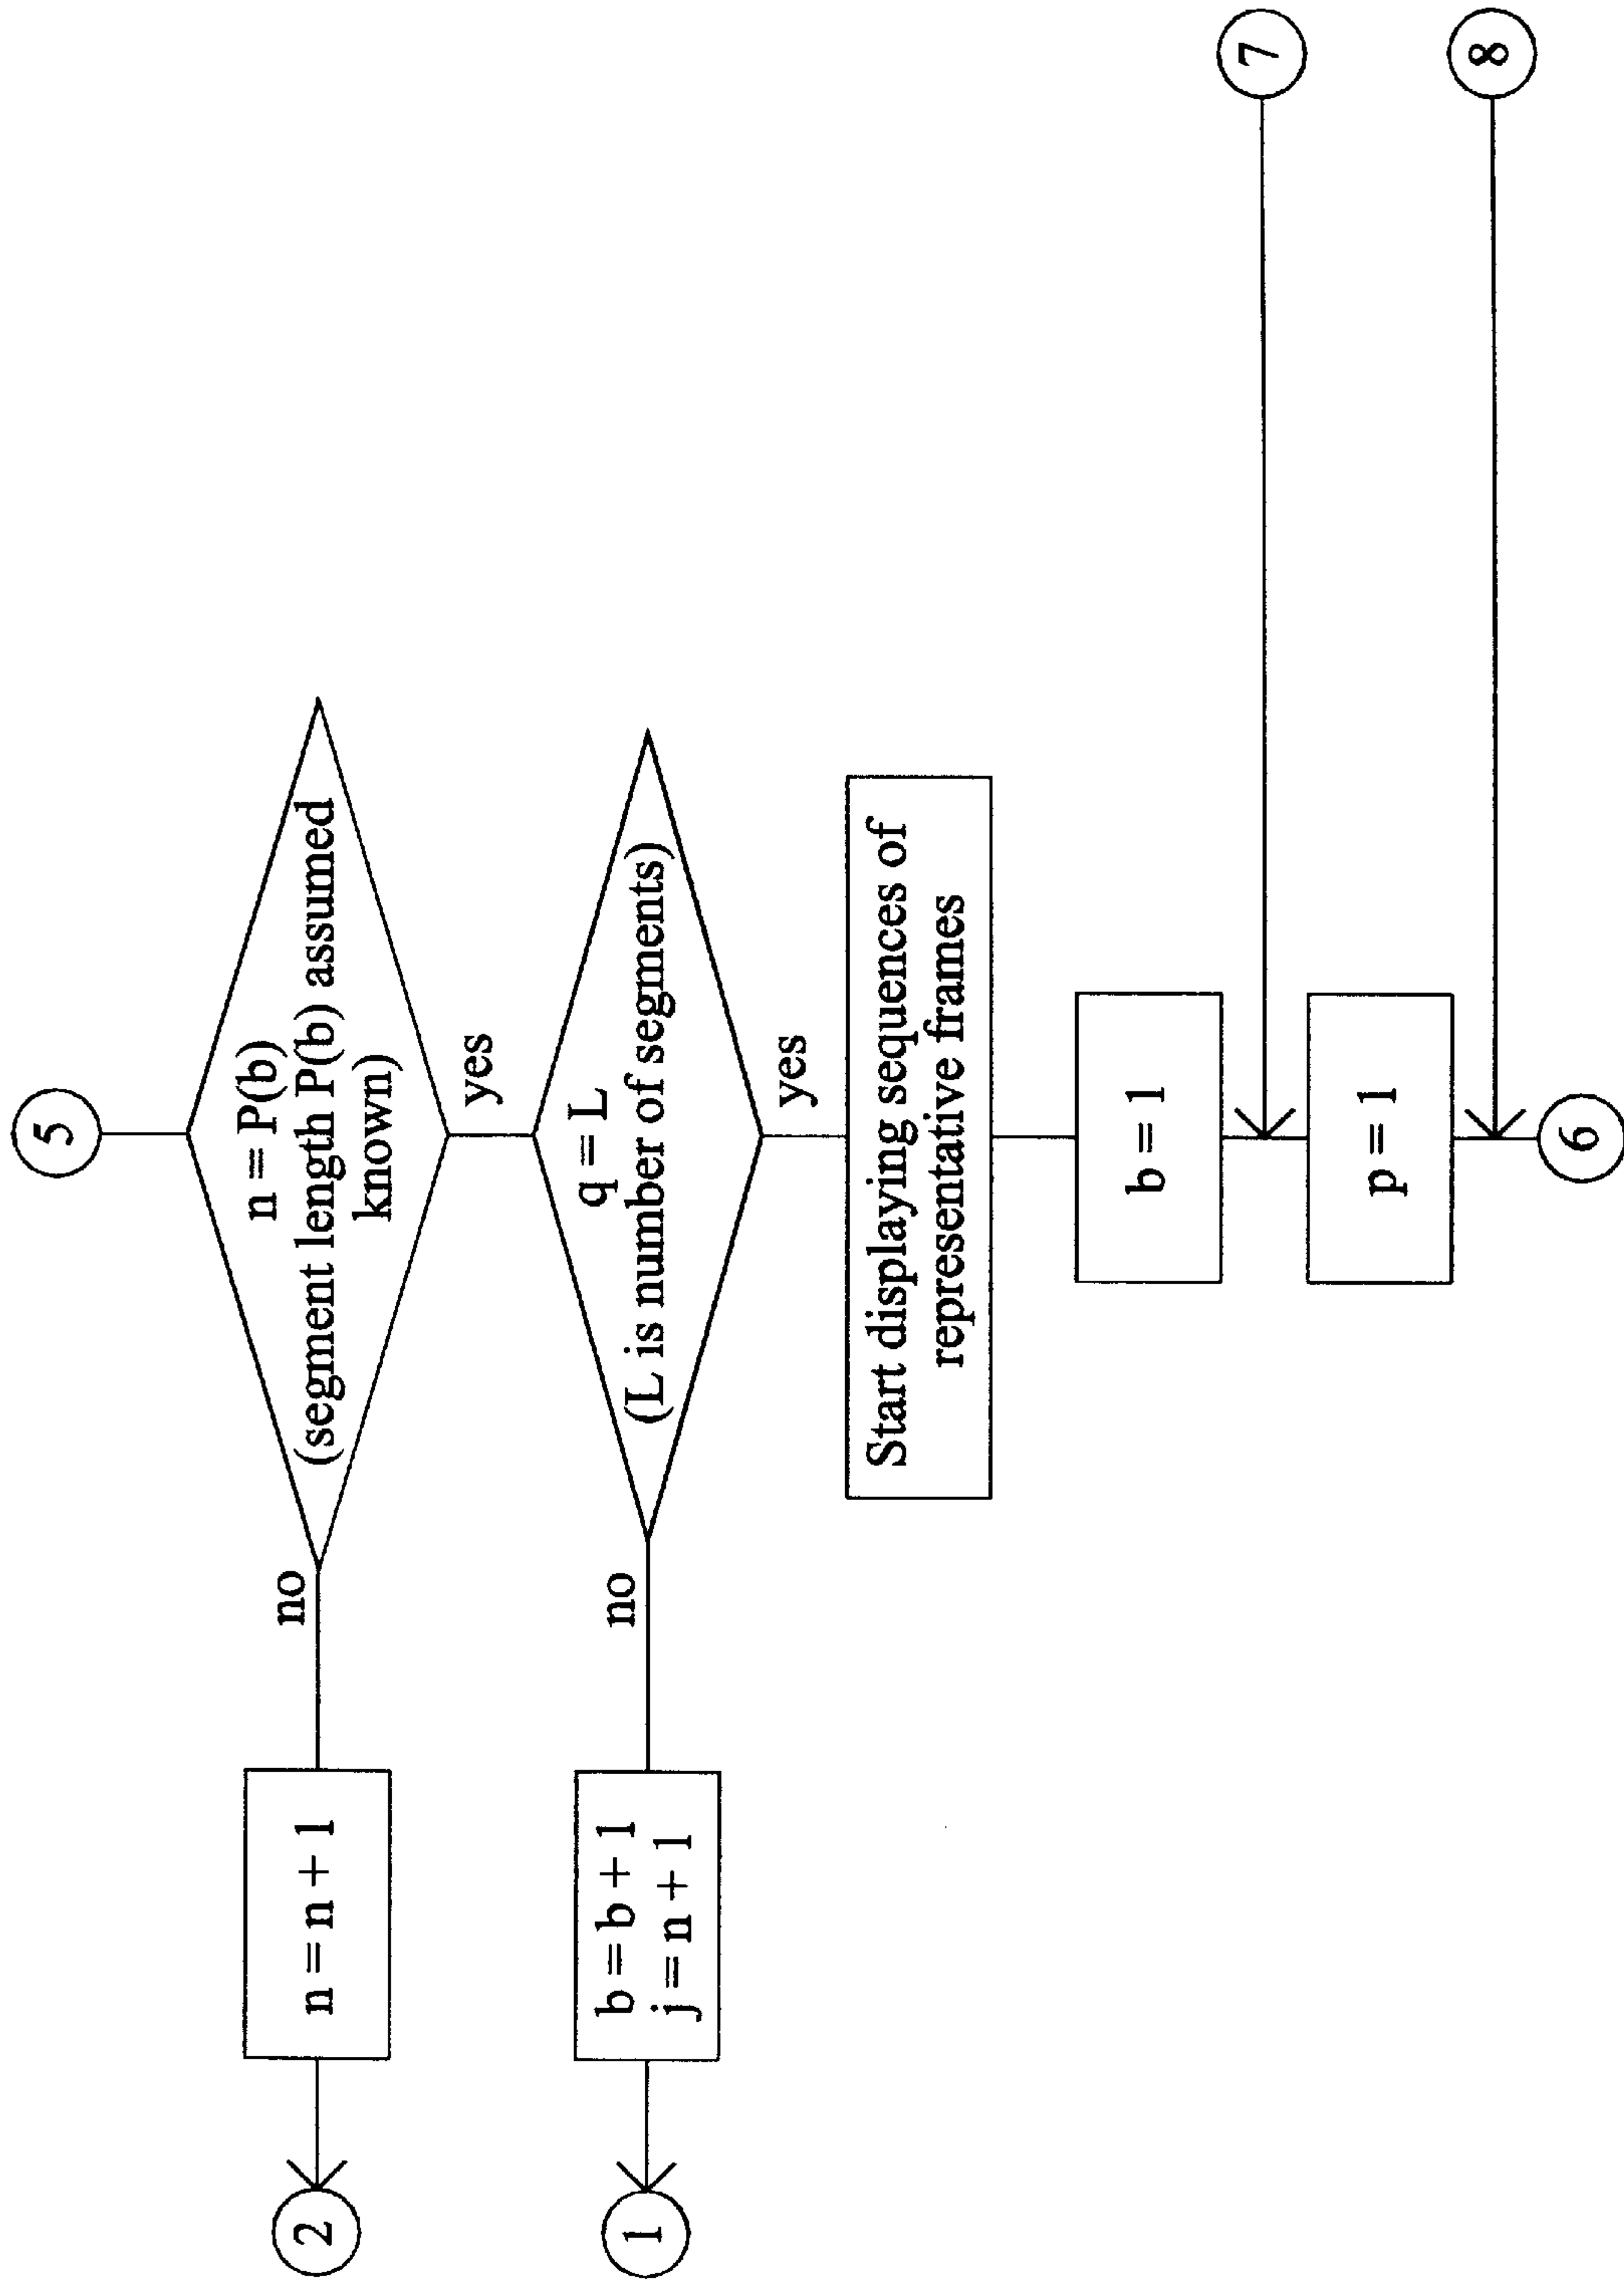 5
n = P(b)
(segment length P(b) assumed
known)
no
n = n + 1
2
yes
q = L
(L is number of segments)
no
b = b + 1
j = n + 1
1
yes
Start displaying sequences of
representative frames
b = 1
7
p = 1
8
6